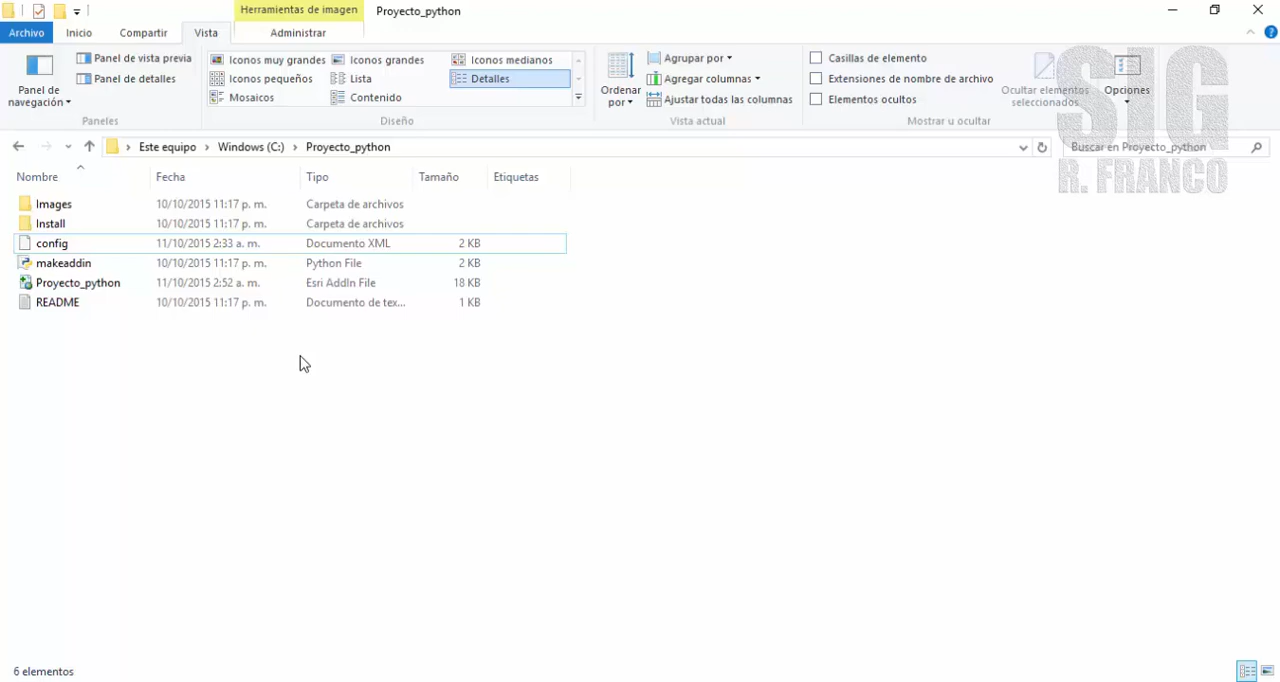 Herramientas de imagen
Proyecto_python
Archivo
Inicio
Compartir
Vista
Administrar
Panel de navegación
Panel de vista previa
Panel de detalles
Paneles
Iconos muy grandes
Iconos grandes
Iconos medianos
Iconos pequeños
Lista
Detalles
Mosaicos
Contenido
Diseño
Ordenar por
Agrupar por
Agregar columnas
Ajustar todas las columnas
Vista actual
Casillas de elemento
Extensiones de nombre de archivo
Elementos ocultos
Ocultar elementos seleccionados
Opciones
Mostrar u ocultar
SIG
R. FRANCO
Este equipo > Windows (C:) > Proyecto_python
Buscar en Proyecto_python
Nombre Fecha Tipo Tamaño Etiquetas
Images 10/10/2015 11:17 p. m. Carpeta de archivos
Install 10/10/2015 11:17 p. m. Carpeta de archivos
config 11/10/2015 2:33 a. m. Documento XML 2 KB
makeaddin 10/10/2015 11:17 p. m. Python File 2 KB
Proyecto_python 11/10/2015 2:52 a. m. Esri AddIn File 18 KB
README 10/10/2015 11:17 p. m. Documento de tex... 1 KB
6 elementos